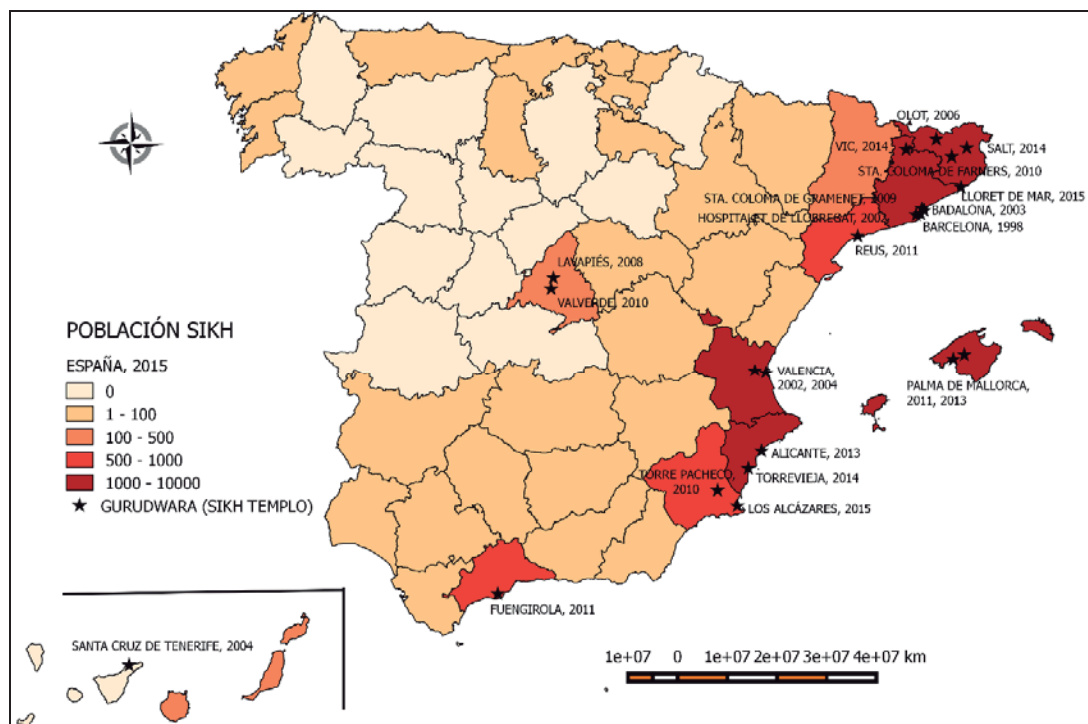 OLOT, 2006
VIC, 2014
SALT, 2014
STA. COLOMA DE FARNERS, 2010
STA. COLOMA DE GRAMENET, 2009
LLORET DE MAR, 2015
HOSPITALET DE LLOBREGAT, 2002
BADALONA, 2003
BARCELONA, 1998
REUS, 2011
LAVAPIÉS, 2008
VALVERDE, 2010
POBLACIÓN SIKH
ESPAÑA, 2015
0
1 - 100
100 - 500
500 - 1000
1000 - 10000
GURUDWARA (SIKH TEMPLO)
VALENCIA,
2002, 2004
PALMA DE MALLORCA,
2011, 2013
ALICANTE, 2013
TORRE PACHECO,
2010
TORREVIEJA, 2014
LOS ALCÁZARES, 2015
FUENGIROLA, 2011
SANTA CRUZ DE TENERIFE, 2004
1e+07 0 1e+07 2e+07 3e+07 4e+07 km